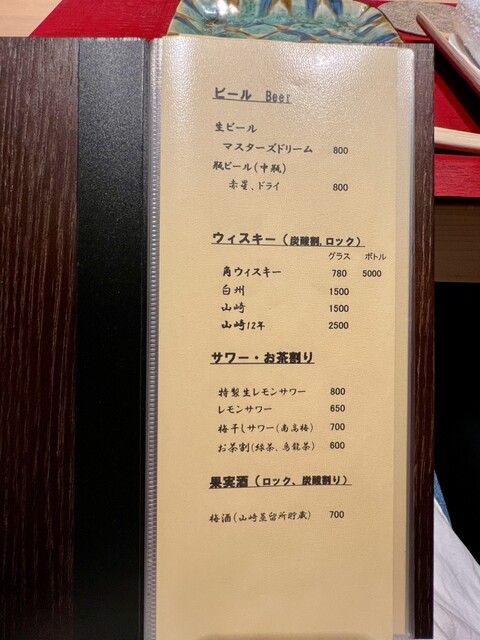 ビール Beer
生ビール
マスターズドリーム 800
瓶ビール(中瓶)
赤星、ドライ 800
ウィスキー(炭酸割,ロック)
グラス ボトル
角ウィスキー 780 5000
白州 1500
山崎 1500
山崎12年 2500
サワー・お茶割り
特製生レモンサワー 800
レモンサワー 650
梅干しサワー(南高梅) 700
お茶割(緑茶、烏龍茶) 600
果実酒(ロック、炭酸割り)
梅酒(山崎蒸留所貯蔵) 700